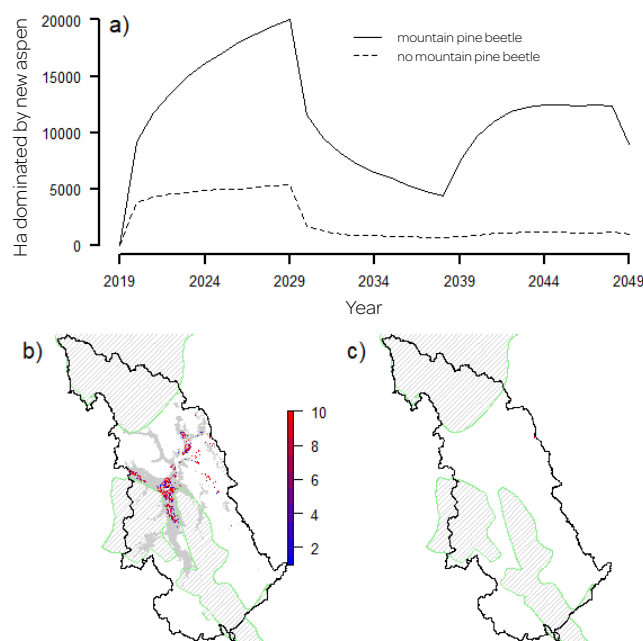 20000
a)
mountain pine beetle
no mountain pine beetle
15000
10000
5000
0
Ha dominated by new aspen
2019 2024 2029 2034 2039 2044 2049
Year
b)
c)
10
8
6
4
2